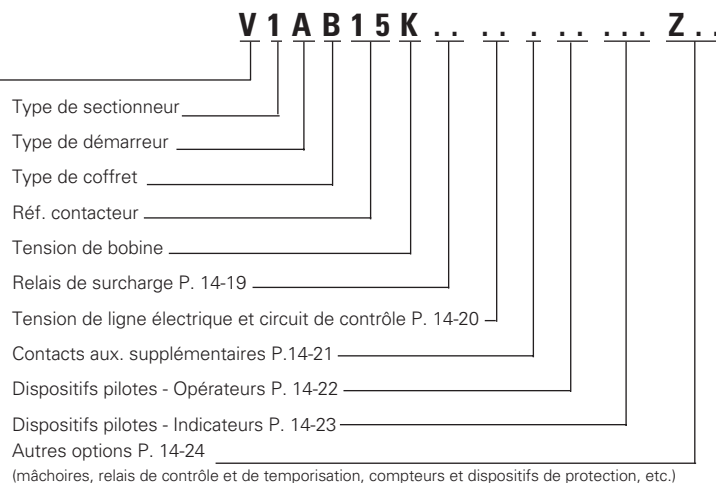 V 1 A B 1 5 K . . . . . . . . . . Z . .
Type de sectionneur
Type de démarreur
Type de coffret
Réf. contacteur
Tension de bobine
Relais de surcharge P. 14-19
Tension de ligne électrique et circuit de contrôle P. 14-20
Contacts aux. supplémentaires P.14-21
Dispositifs pilotes - Opérateurs P. 14-22
Dispositifs pilotes - Indicateurs P. 14-23
Autres options P. 14-24
(mâchoires, relais de contrôle et de temporisation, compteurs et dispositifs de protection, etc.)